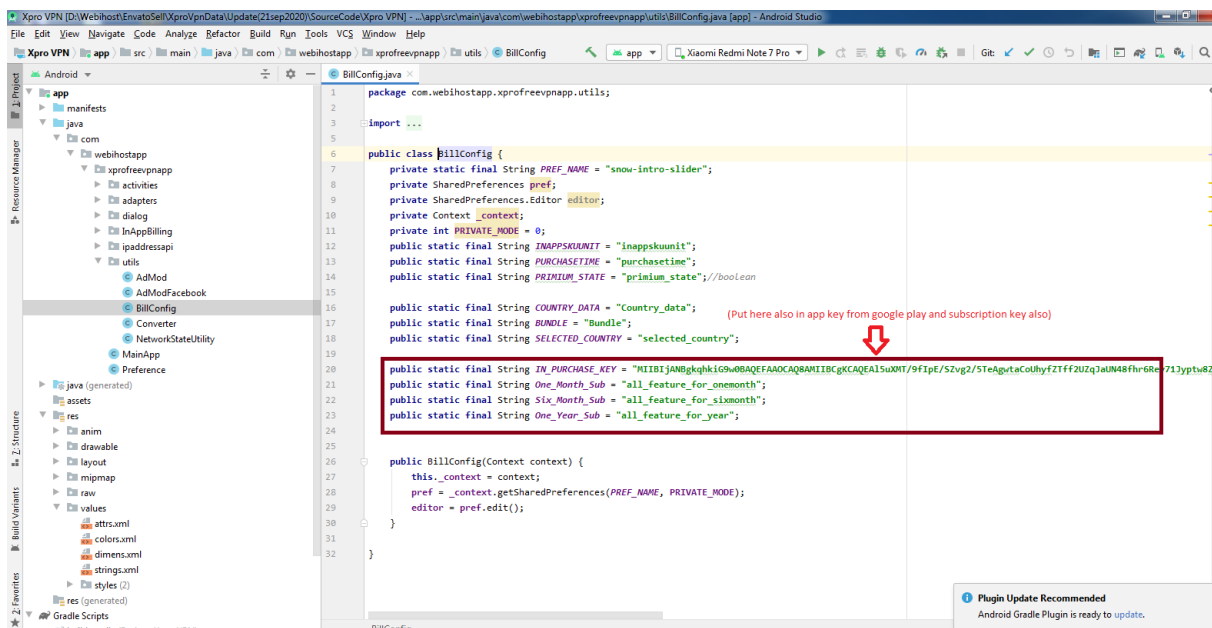 Xpro VPN [D:\Webihost\EnvatoSell\XproVpnData\Update(21sep2020)\SourceCode\Xpro VPN] - ...\app\src\main\java\com\webihostapp\xprofreevpnapp\utils\BillConfig.java [app] - Android Studio
File Edit View Navigate Code Analyze Refactor Build Run Tools VCS Window Help
Xpro VPN app src main java com webihostapp xprofreevpnapp utils BillConfig app Xiaomi Redmi Note 7 Pro Git:
Android
BillConfig.java
1: Project
Resource Manager
Z: Structure
Build Variants
2: Favorites
app
manifests
java
com
webihostapp
xprofreevpnapp
activities
adapters
dialog
InAppBilling
ipaddressapi
utils
AdMod
AdModFacebook
BillConfig
Converter
NetworkStateUtility
MainApp
Preference
java (generated)
assets
res
anim
drawable
layout
mipmap
raw
values
attrs.xml
colors.xml
dimens.xml
strings.xml
styles (2)
res (generated)
Gradle Scripts
1 package com.webihostapp.xprofreevpnapp.utils;
2
3 import ...
5
6 public class BillConfig {
7 private static final String PREF_NAME = "snow-intro-slider";
8 private SharedPreferences pref;
9 private SharedPreferences.Editor editor;
10 private Context _context;
11 private int PRIVATE_MODE = 0;
12 public static final String INAPPSKUUNIT = "inappskuunit";
13 public static final String PURCHASETIME = "purchasetime";
14 public static final String PRIMIUM_STATE = "primium_state";//boolean
15
16 public static final String COUNTRY_DATA = "Country_data";
17 public static final String BUNDLE = "Bundle";
18 public static final String SELECTED_COUNTRY = "selected_country";
(Put here also in app key from google play and subscription key also)
19
20 public static final String IN_PURCHASE_KEY = "MIIBIjANBgkqhkiG9w0BAQEFAAOCAQ8AMIIBCgKCAQEAl5uXMT/9fIpE/SZvg2/5TeAgwtaCoUhyfZTff2UZqJaUN48fhr6Rev71Jyptw8Z
21 public static final String One_Month_Sub = "all_feature_for_onemonth";
22 public static final String Six_Month_Sub = "all_feature_for_sixmonth";
23 public static final String One_Year_Sub = "all_feature_for_year";
24
25
26 public BillConfig(Context context) {
27 this._context = context;
28 pref = _context.getSharedPreferences(PREF_NAME, PRIVATE_MODE);
29 editor = pref.edit();
30 }
31
32 }
Plugin Update Recommended
Android Gradle Plugin is ready to update.
BillConfig